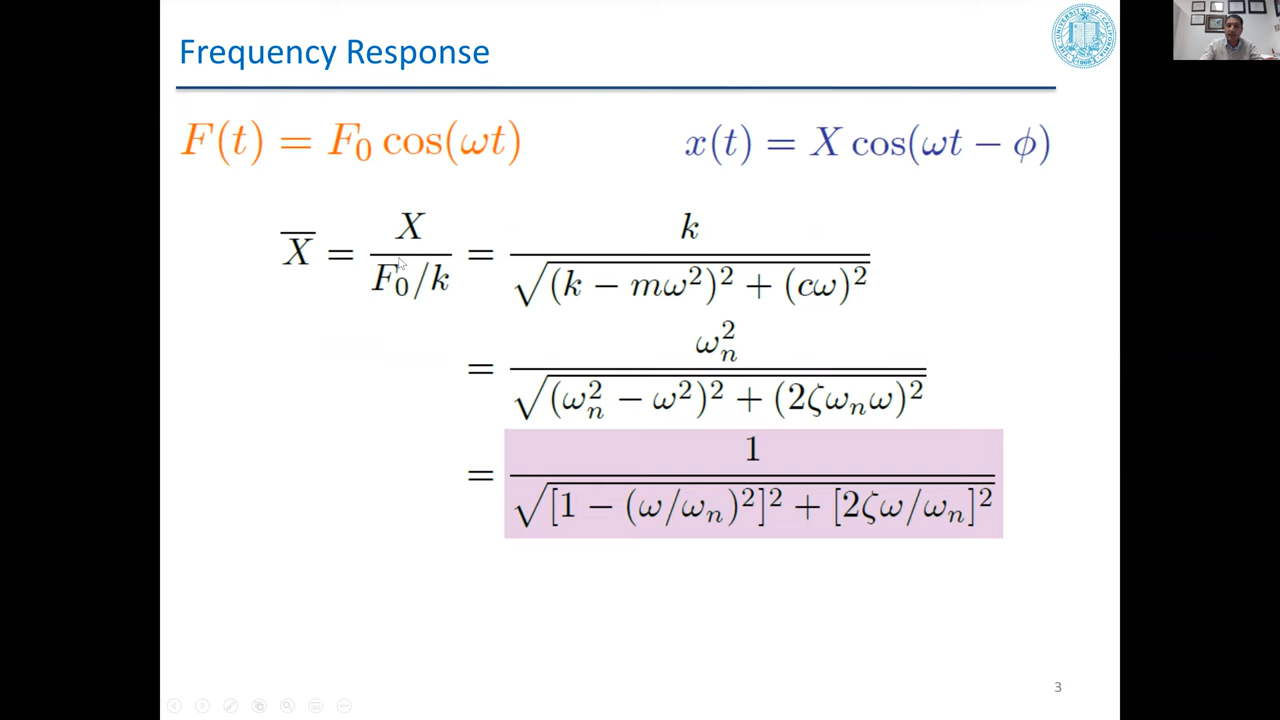 Frequency Response
F(t) = F₀ cos(ωt)
x(t) = X cos(ωt − ϕ)
X̅ = X / (F₀/k) = k / √((k − mω²)² + (cω)²)
= ωₙ² / √((ωₙ² − ω²)² + (2ζωₙω)²)
= 1 / √([1 − (ω/ωₙ)²]² + [2ζω/ωₙ]²)
3